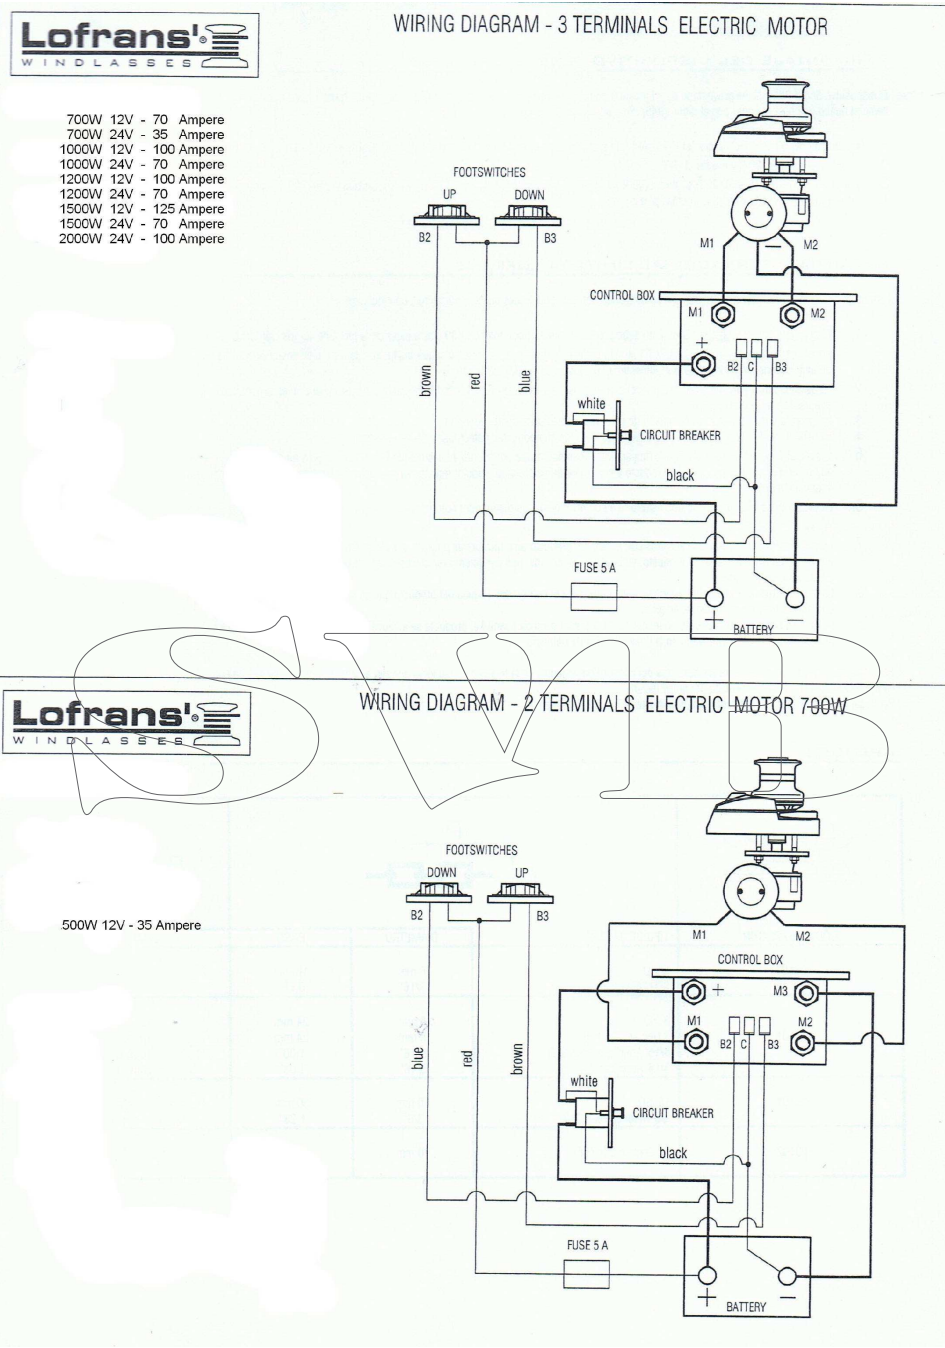 Lofrans'®
WINDLASSES
WIRING DIAGRAM - 3 TERMINALS ELECTRIC MOTOR
700W 12V - 70 Ampere
700W 24V - 35 Ampere
1000W 12V - 100 Ampere
1000W 24V - 70 Ampere
1200W 12V - 100 Ampere
1200W 24V - 70 Ampere
1500W 12V - 125 Ampere
1500W 24V - 70 Ampere
2000W 24V - 100 Ampere
FOOTSWITCHES
UP DOWN
B2 B3
M1 — M2
CONTROL BOX
M1 M2
+
B2 C B3
brown
red
blue
white
CIRCUIT BREAKER
black
FUSE 5 A
+ —
BATTERY
SVB
Lofrans'®
WINDLASSES
WIRING DIAGRAM - 2 TERMINALS ELECTRIC MOTOR 700W
FOOTSWITCHES
DOWN UP
B2 B3
500W 12V - 35 Ampere
M1 M2
CONTROL BOX
+ M3
M1 M2
B2 C B3
blue
red
brown
white
CIRCUIT BREAKER
black
FUSE 5 A
+ —
BATTERY